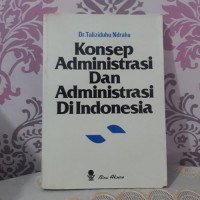 Dr. Taliziduhu Ndraha
Konsep
Administrasi
Dan
Administrasi
Di Indonesia
Bina Aksara